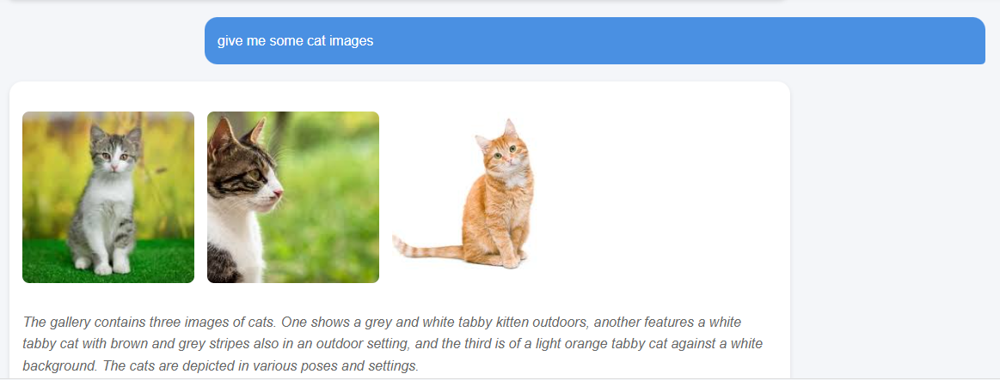 give me some cat images
The gallery contains three images of cats. One shows a grey and white tabby kitten outdoors, another features a white
tabby cat with brown and grey stripes also in an outdoor setting, and the third is of a light orange tabby cat against a white
background. The cats are depicted in various poses and settings.